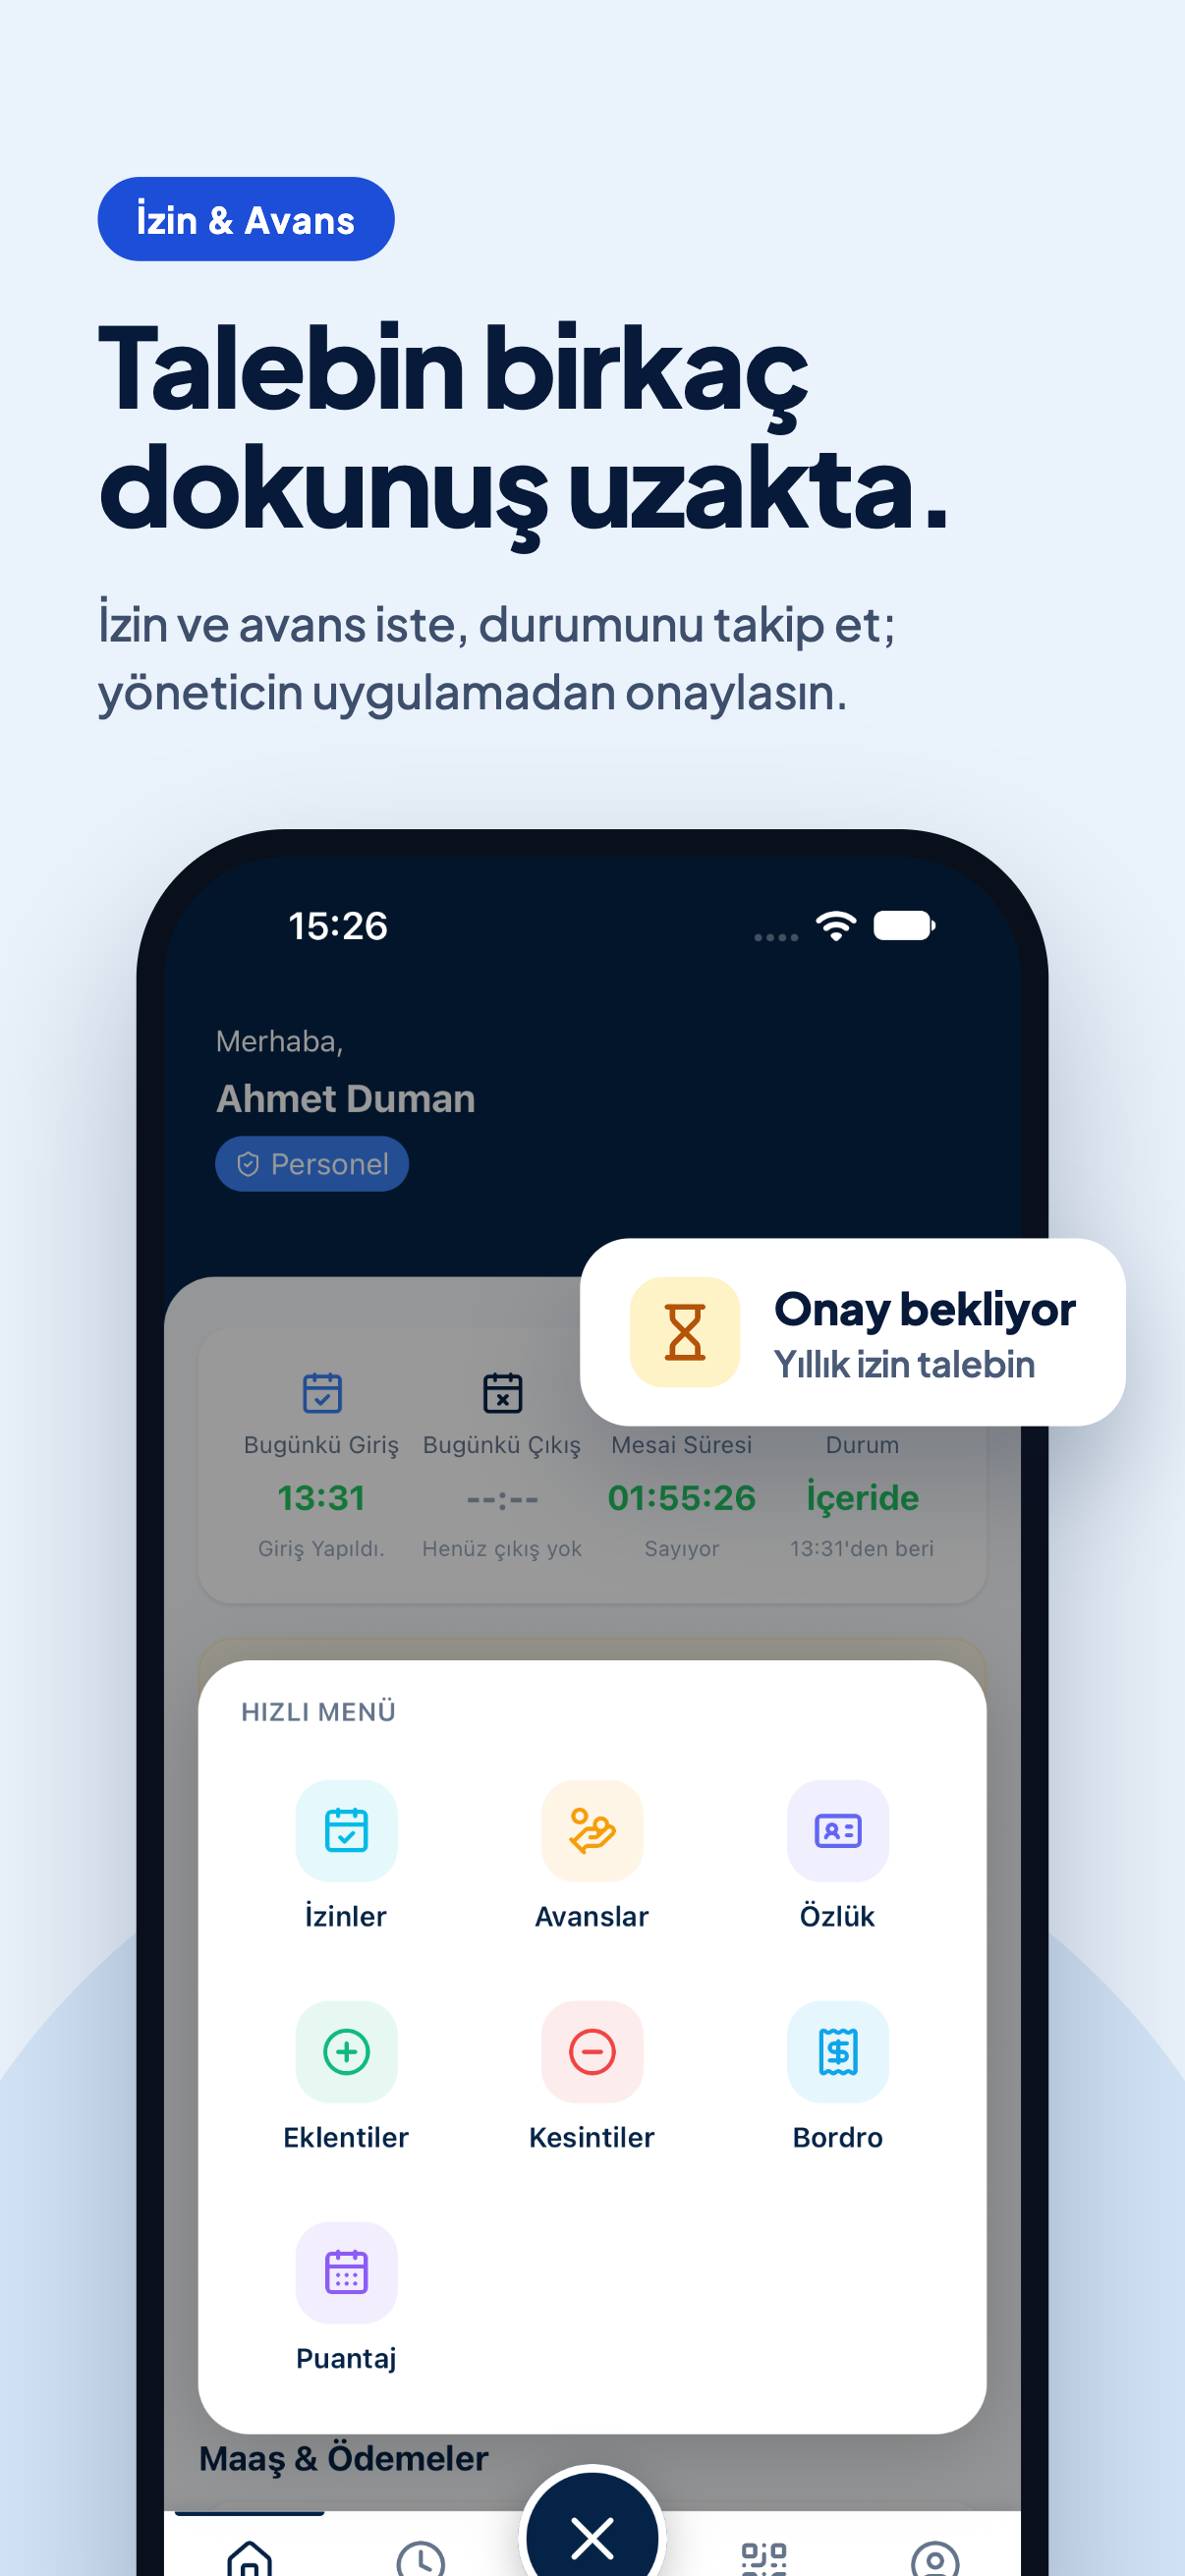 İzin & Avans
Talebin birkaç
dokunuş uzakta.
İzin ve avans iste, durumunu takip et;
yöneticin uygulamadan onaylasın.
15:26
Merhaba,
Ahmet Duman
Personel
Onay bekliyor
Yıllık izin talebin
Bugünkü Giriş Bugünkü Çıkış Mesai Süresi Durum
13:31 --:-- 01:55:26 İçeride
Giriş Yapıldı. Henüz çıkış yok Sayıyor 13:31'den beri
HIZLI MENÜ
İzinler Avanslar Özlük
Eklentiler Kesintiler Bordro
Puantaj
Maaş & Ödemeler